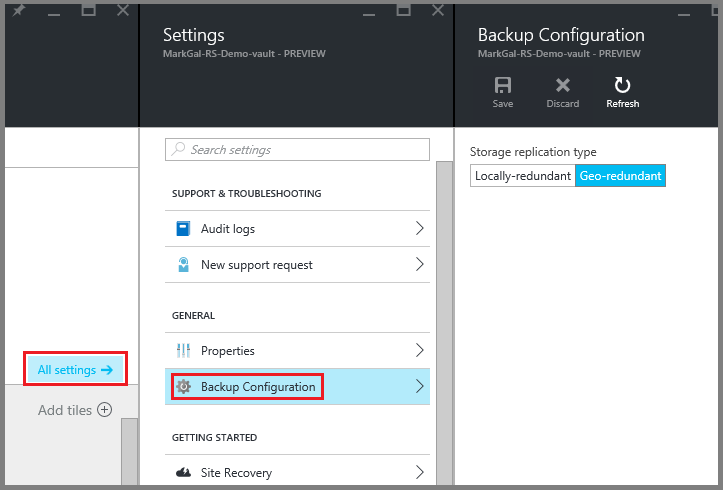 Settings
MarkGal-RS-Demo-vault - PREVIEW
Backup Configuration
MarkGal-RS-Demo-vault - PREVIEW
Save
Discard
Refresh
Search settings
SUPPORT & TROUBLESHOOTING
Audit logs
New support request
GENERAL
Properties
Backup Configuration
GETTING STARTED
Site Recovery
All settings
Add tiles
Storage replication type
Locally-redundant Geo-redundant